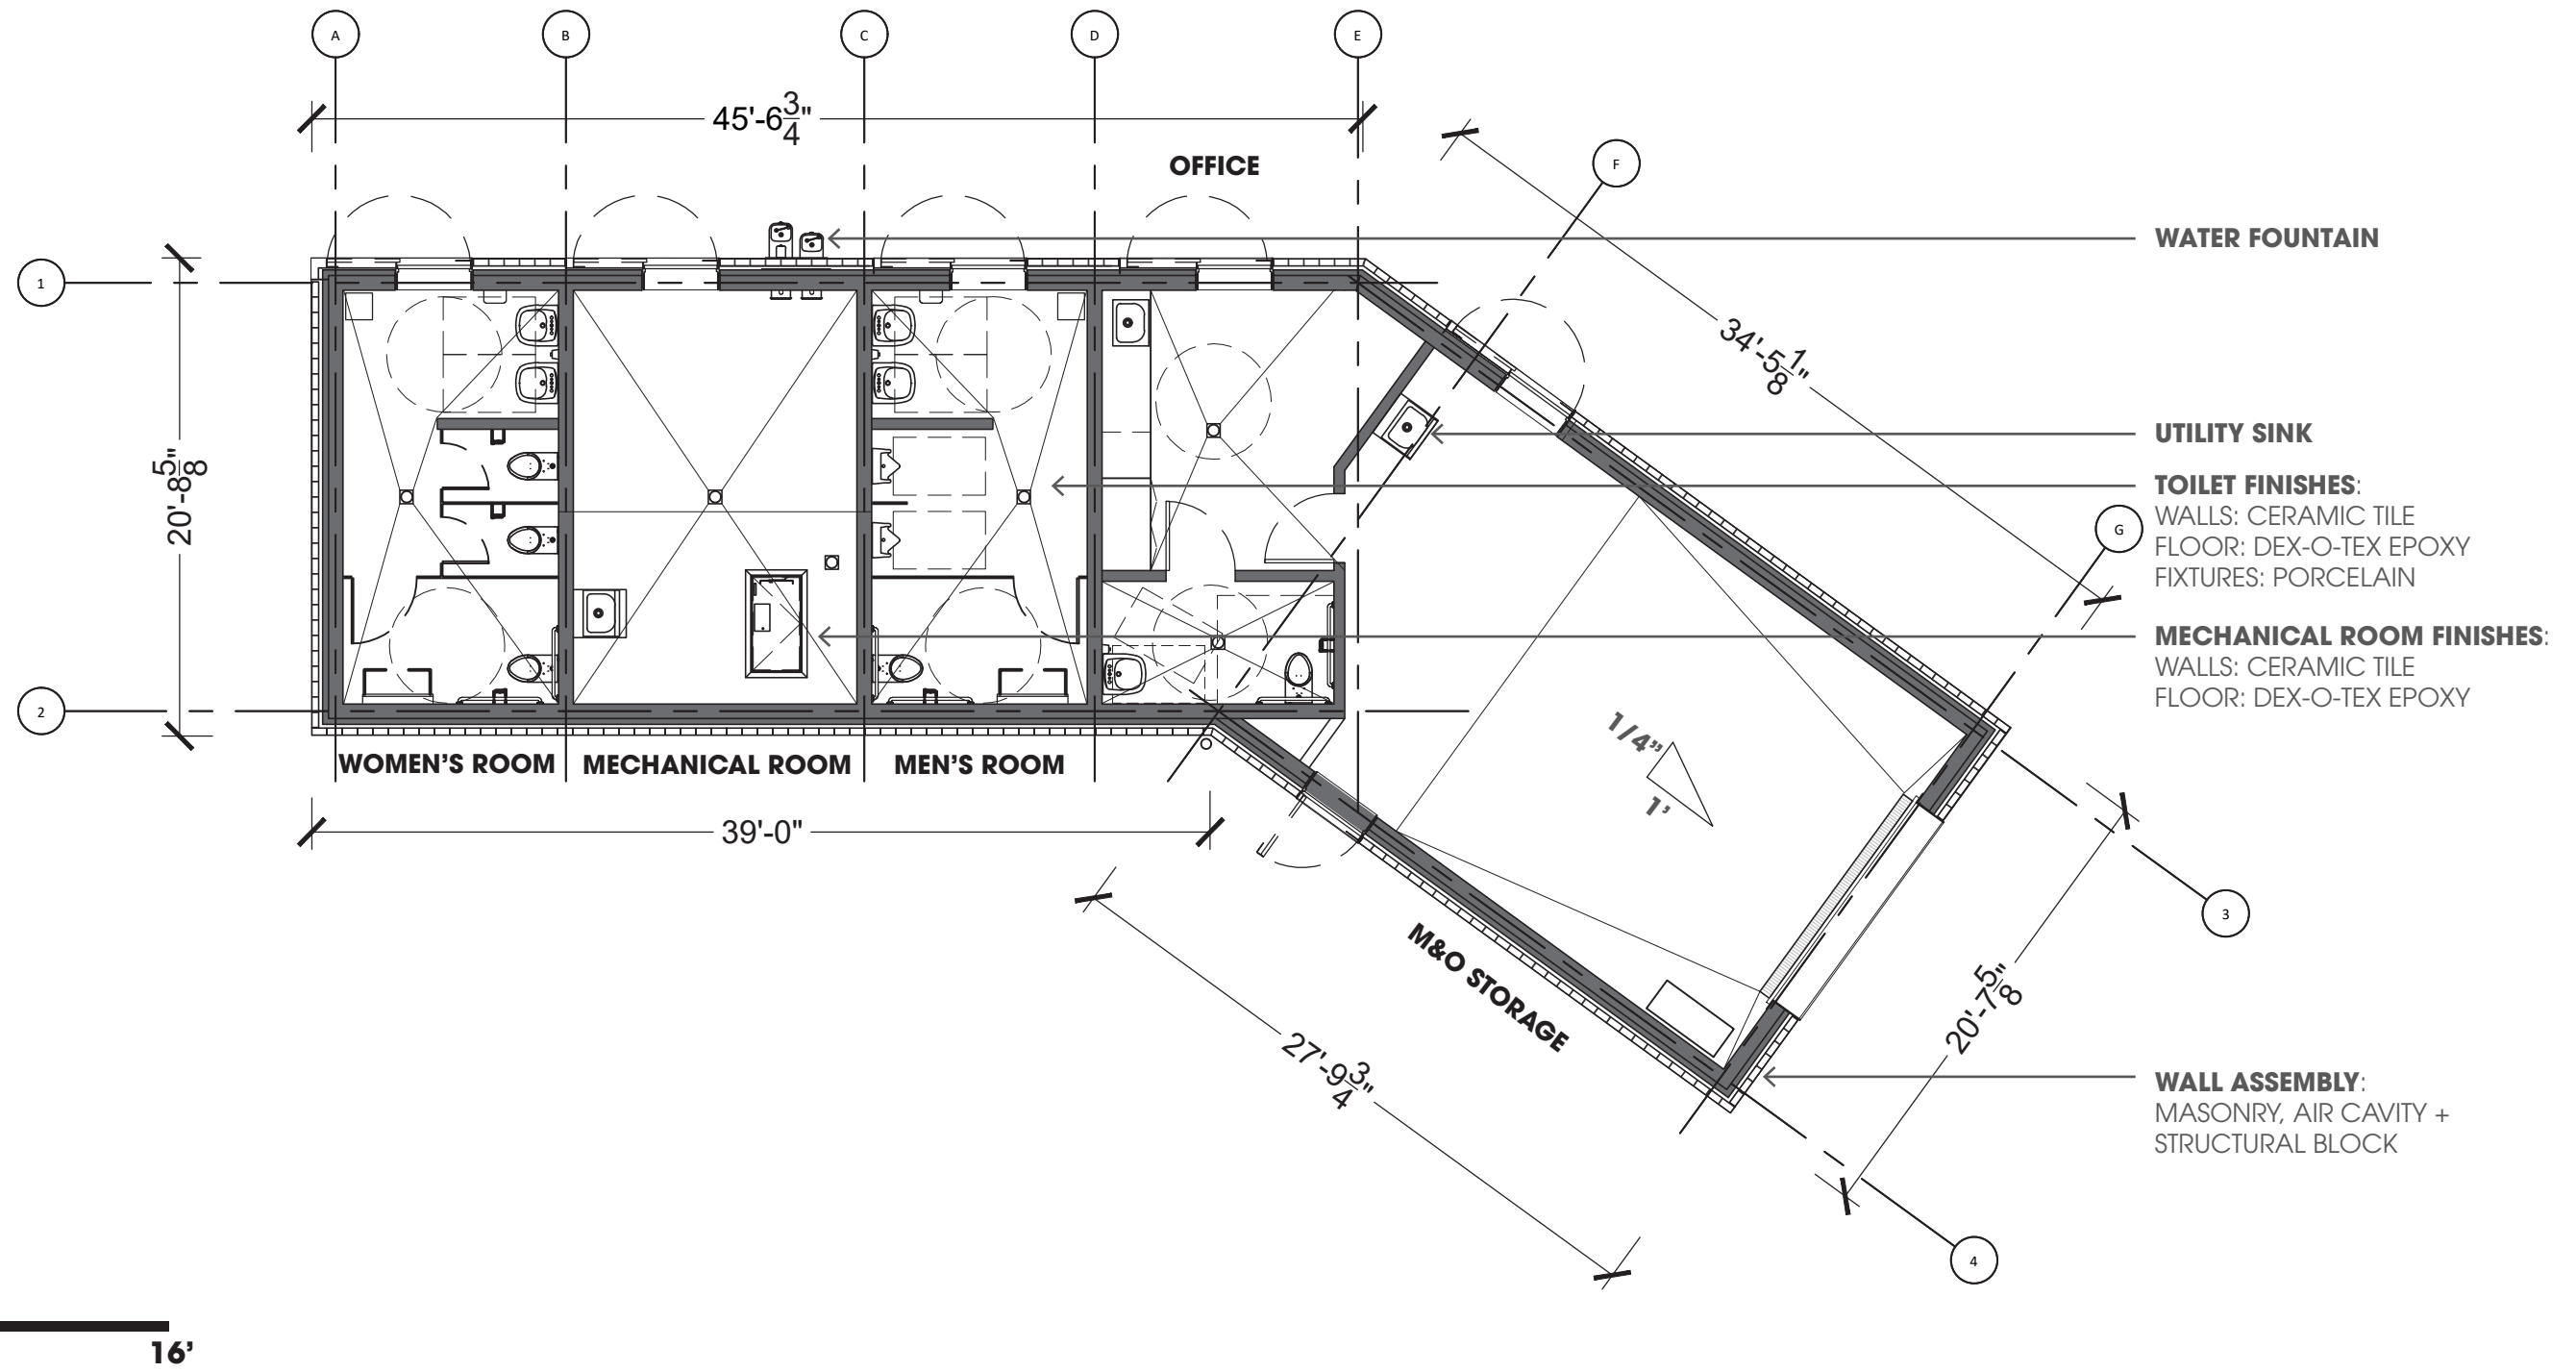 A
B
C
D
E
45'-6 3/4"
OFFICE
F
WATER FOUNTAIN
1
34'-5 1/8"
UTILITY SINK
20'-8 5/8"
TOILET FINISHES:
WALLS: CERAMIC TILE
FLOOR: DEX-O-TEX EPOXY
FIXTURES: PORCELAIN
G
MECHANICAL ROOM FINISHES:
WALLS: CERAMIC TILE
FLOOR: DEX-O-TEX EPOXY
2
1/4”
1’
WOMEN’S ROOM
MECHANICAL ROOM
MEN’S ROOM
39'-0"
3
M&O STORAGE
20'-7 5/8"
27'-9 3/4"
WALL ASSEMBLY:
MASONRY, AIR CAVITY +
STRUCTURAL BLOCK
4
16’